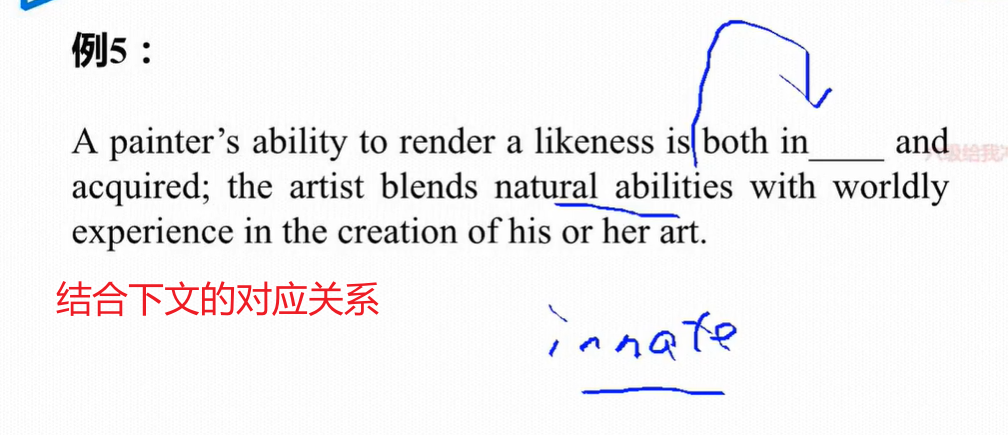 例5：
A painter’s ability to render a likeness is both in____ and
acquired; the artist blends natural abilities with worldly
experience in the creation of his or her art.
结合下文的对应关系
innate